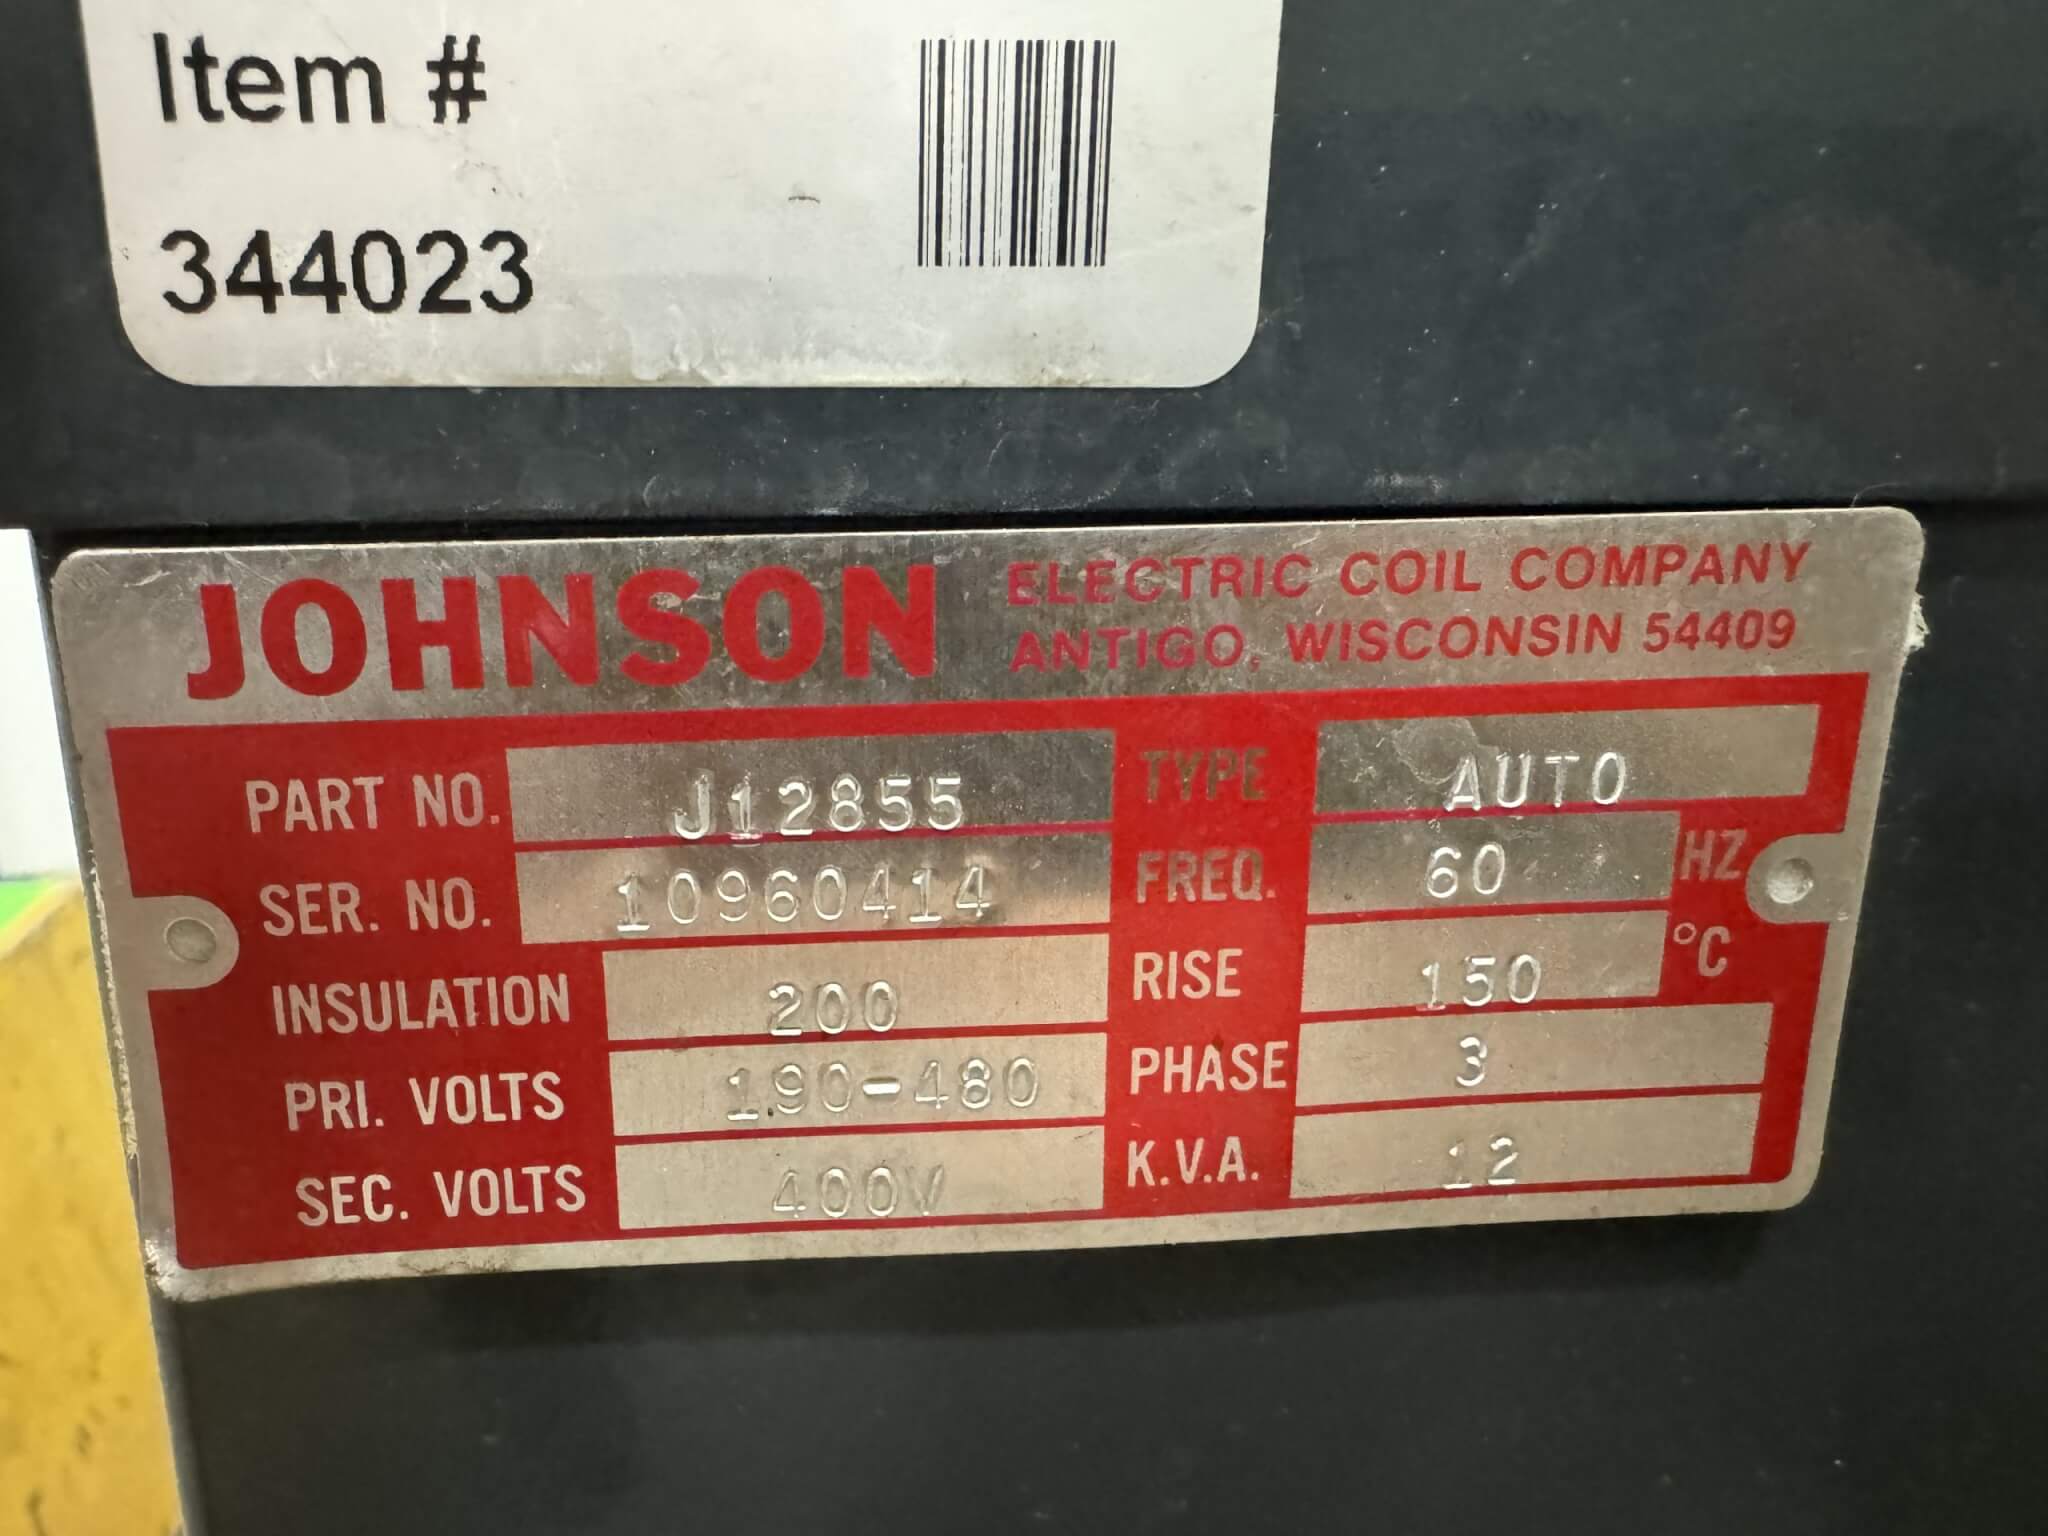 Item #
344023
JOHNSON ELECTRIC COIL COMPANY
ANTIGO, WISCONSIN 54409
PART NO. J12855 TYPE AUTO
SER. NO. 10960414 FREQ. 60 HZ
INSULATION 200 RISE 150 °C
PRI. VOLTS 190-480 PHASE 3
SEC. VOLTS 400V K.V.A. 12